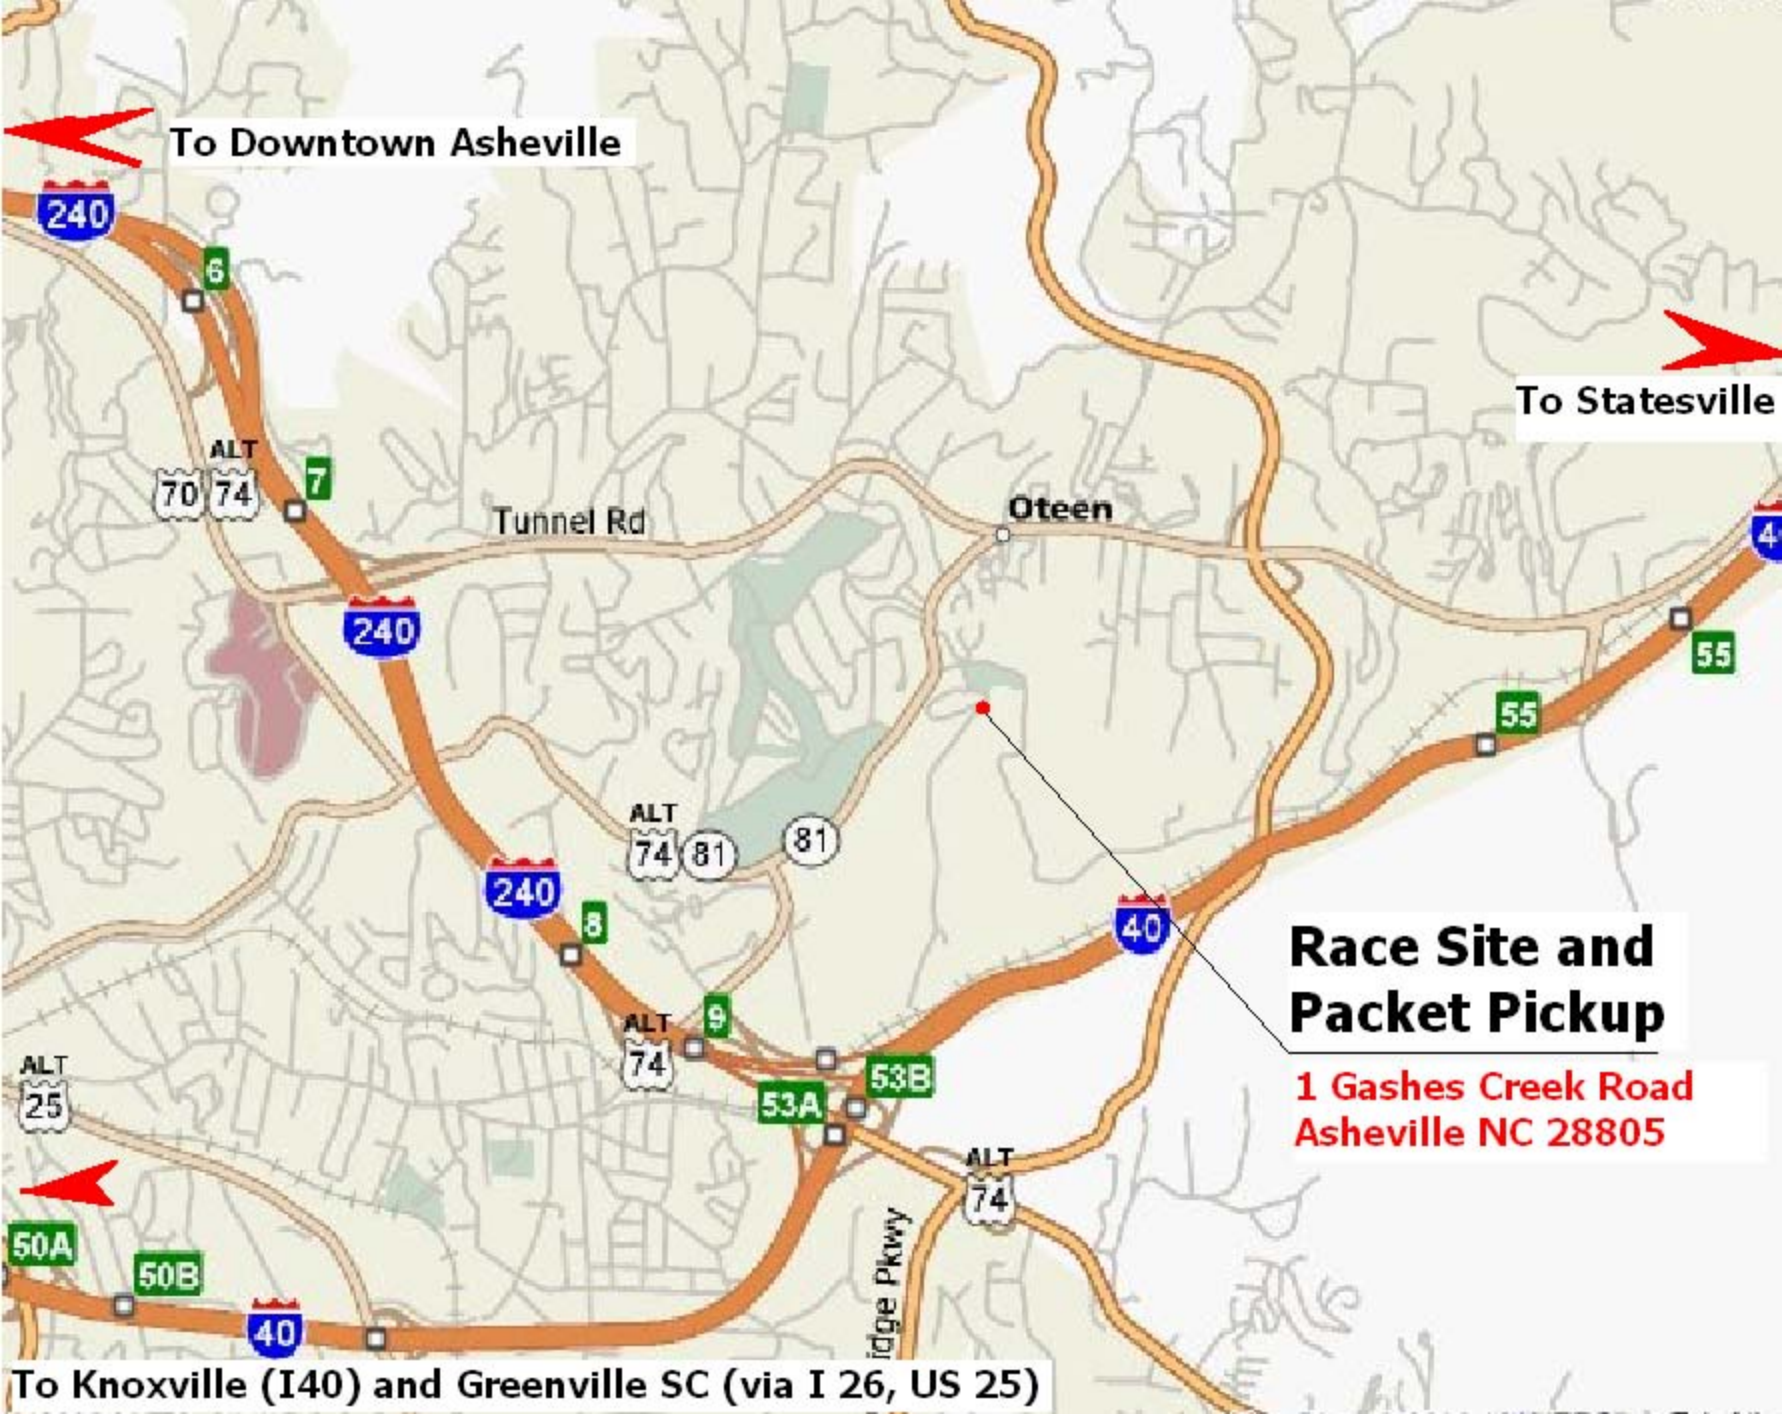 To Downtown Asheville
240
6
To Statesville
ALT
70 74
7
Tunnel Rd
Oteen
240
55
55
ALT
74 81
81
240
8
40
Race Site and
Packet Pickup
9
ALT
74
53B
53A
1 Gashes Creek Road
Asheville NC 28805
ALT
25
ALT
74
idge Pkwy
50A
50B
40
To Knoxville (I40) and Greenville SC (via I 26, US 25)